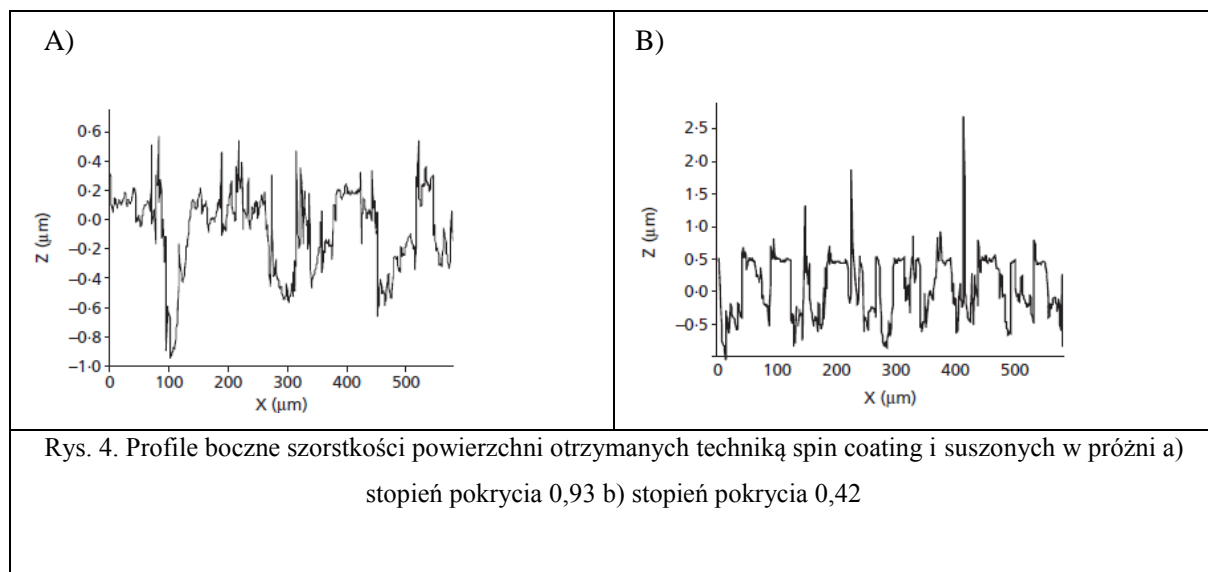 A)
0·6
0·4
0·2
0·0
–0·2
–0·4
–0·6
–0·8
–1·0
Z (μm)
0 100 200 300 400 500
X (μm)
B)
2·5
2·0
1·5
1·0
0·5
0·0
–0·5
Z (μm)
0 100 200 300 400 500
X (μm)
Rys. 4. Profile boczne szorstkości powierzchni otrzymanych techniką spin coating i suszonych w próżni a)
stopień pokrycia 0,93 b) stopień pokrycia 0,42